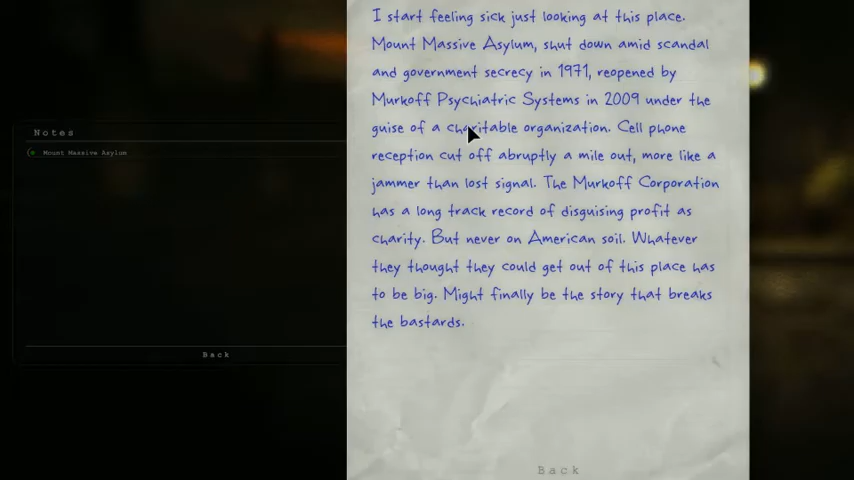 Notes
Mount Massive Asylum
Back
I start feeling sick just looking at this place.
Mount Massive Asylum, shut down amid scandal
and government secrecy in 1971, reopened by
Murkoff Psychiatric Systems in 2009 under the
guise of a charitable organization. Cell phone
reception cut off abruptly a mile out, more like a
jammer than lost signal. The Murkoff Corporation
has a long track record of disguising profit as
charity. But never on American soil. Whatever
they thought they could get out of this place has
to be big. Might finally be the story that breaks
the bastards.
Back